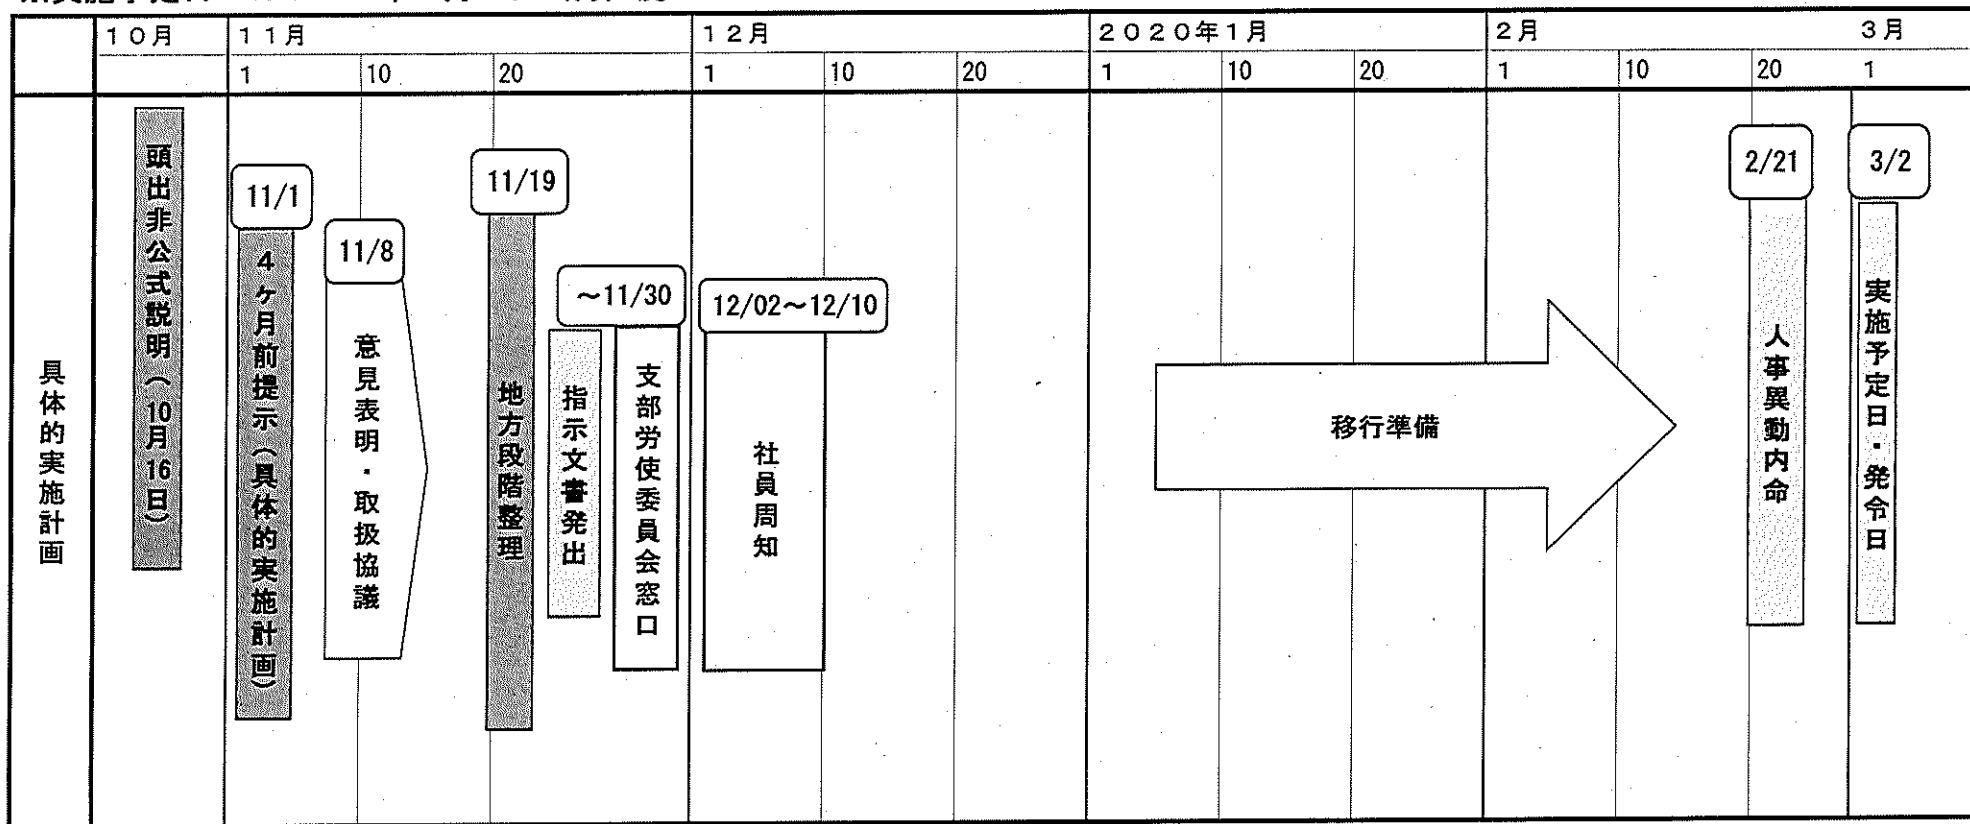 １０月
１１月
１２月
２０２０年１月
２月
３月
1
10
20
1
10
20
1
10
20
1
10
20
1
具体的実施計画
頭出非公式説明（10月16日）
11/1
４ヶ月前提示（具体的実施計画）
11/8
意見表明・取扱協議
11/19
地方段階整理
指示文書発出
～11/30
支部労使委員会窓口
12/02～12/10
社員周知
移行準備
2/21
人事異動内命
3/2
実施予定日・発令日